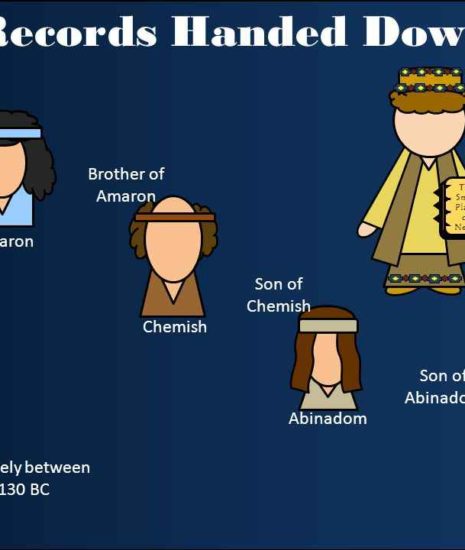 Records Handed Dow
Brother of
Amaron
aron
Chemish
Son of
Chemish
Abinadom
Son of
Abinado
T
Sm
Pla
o
Ne
ely between
130 BC